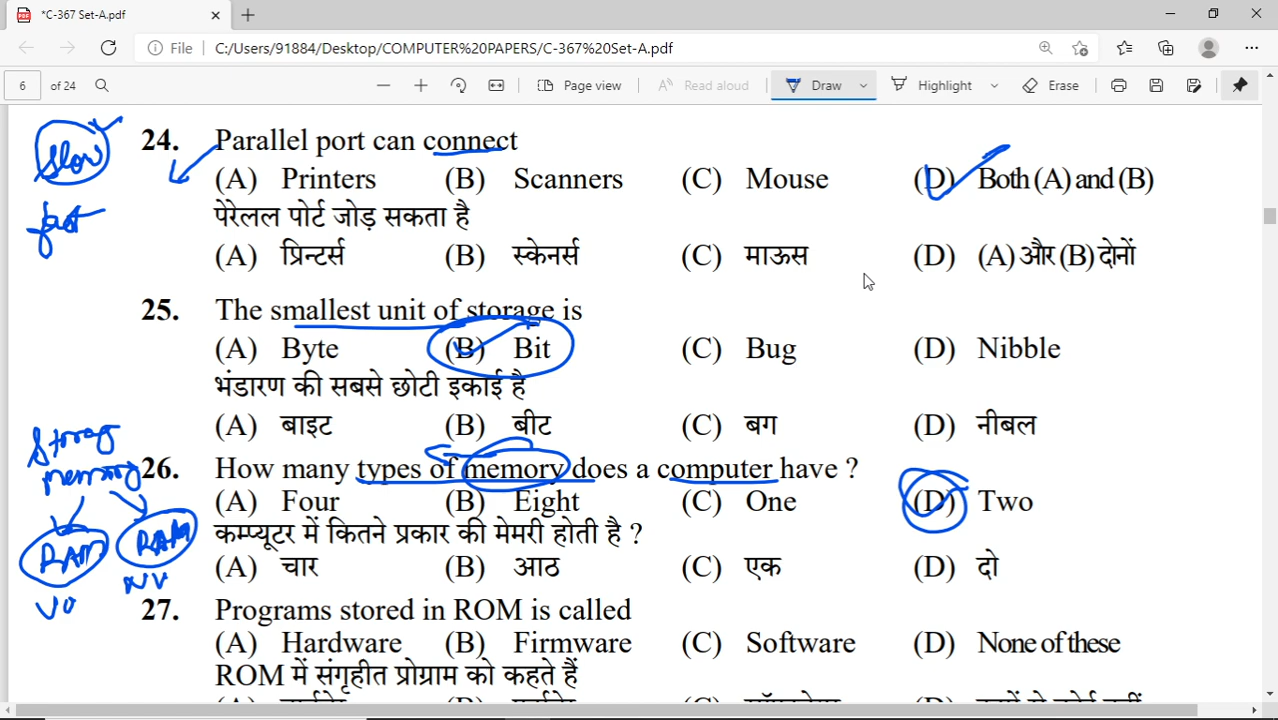 *C-367 Set-A.pdf
File C:/Users/91884/Desktop/COMPUTER%20PAPERS/C-367%20Set-A.pdf
6 of 24 Page view Read aloud Draw Highlight Erase
24. Parallel port can connect
(A) Printers (B) Scanners (C) Mouse (D) Both (A) and (B)
पेरेलल पोर्ट जोड़ सकता है
(A) प्रिन्टर्स (B) स्केनर्स (C) माऊस (D) (A) और (B) दोनों
slow
fast
25. The smallest unit of storage is
(A) Byte (B) Bit (C) Bug (D) Nibble
भंडारण की सबसे छोटी इकाई है
(A) बाइट (B) बीट (C) बग (D) नीबल
26. How many types of memory does a computer have ?
(A) Four (B) Eight (C) One (D) Two
कम्प्यूटर में कितने प्रकार की मेमरी होती है ?
(A) चार (B) आठ (C) एक (D) दो
RAM
NV
27. Programs stored in ROM is called
(A) Hardware (B) Firmware (C) Software (D) None of these
ROM में संगृहीत प्रोग्राम को कहते हैं